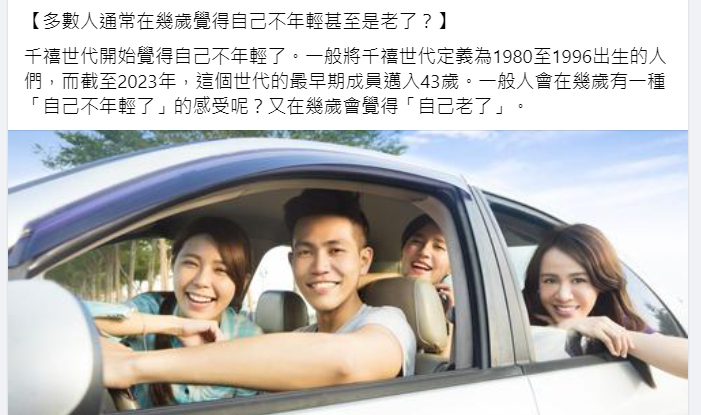 【多數人通常在幾歲覺得自己不年輕甚至是老了？】
千禧世代開始覺得自己不年輕了。一般將千禧世代定義為1980至1996出生的人
們，而截至2023年，這個世代的最早期成員邁入43歲。一般人會在幾歲有一種
「自己不年輕了」的感受呢？又在幾歲會覺得「自己老了」。